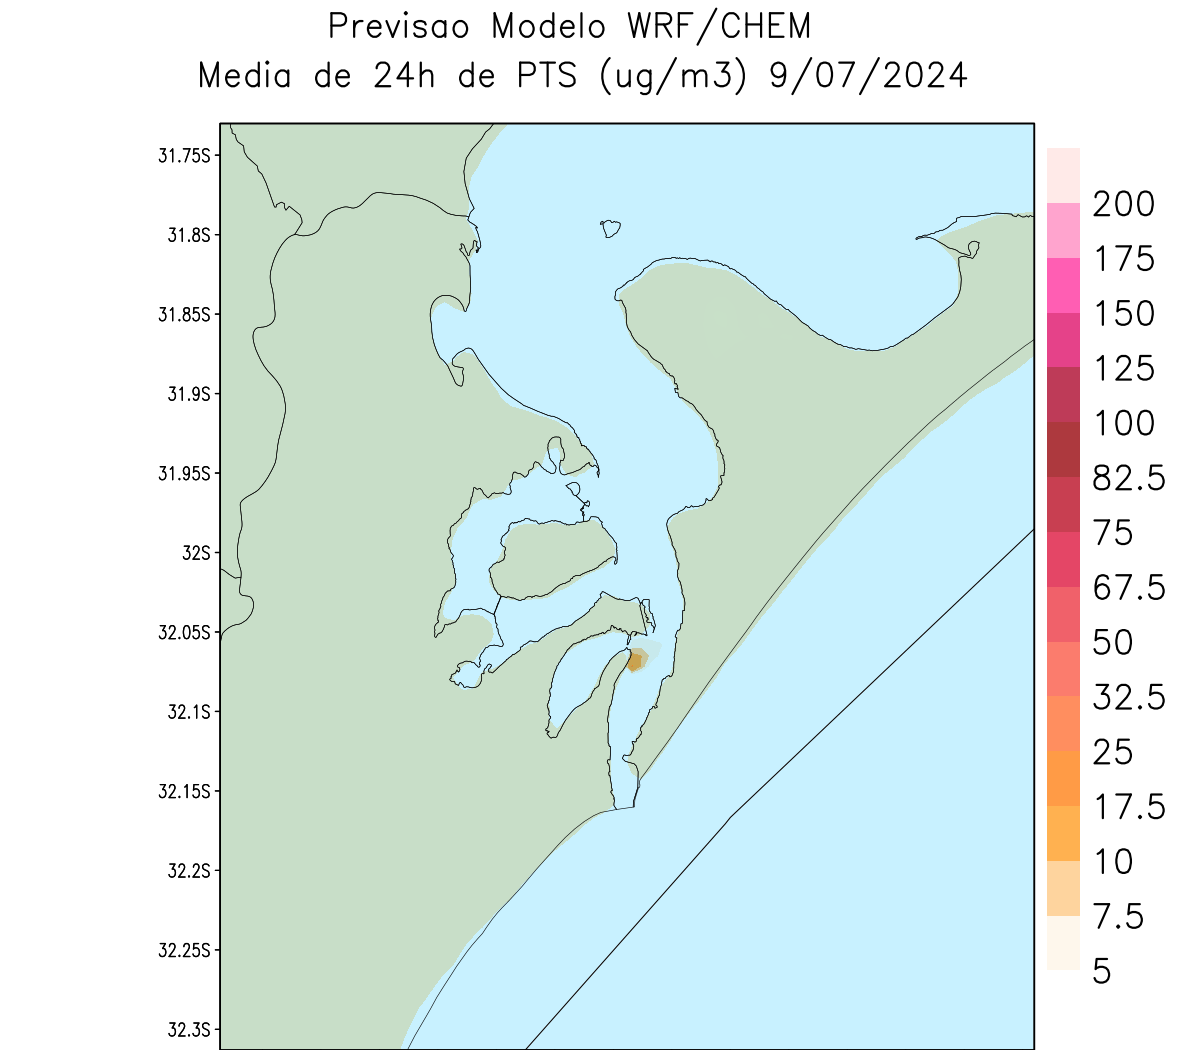 Previsao Modelo WRF/CHEM
Media de 24h de PTS (ug/m3) 9/07/2024
31.75S
31.8S
31.85S
31.9S
31.95S
32S
32.05S
32.1S
32.15S
32.2S
32.25S
32.3S
200
175
150
125
100
82.5
75
67.5
50
32.5
25
17.5
10
7.5
5